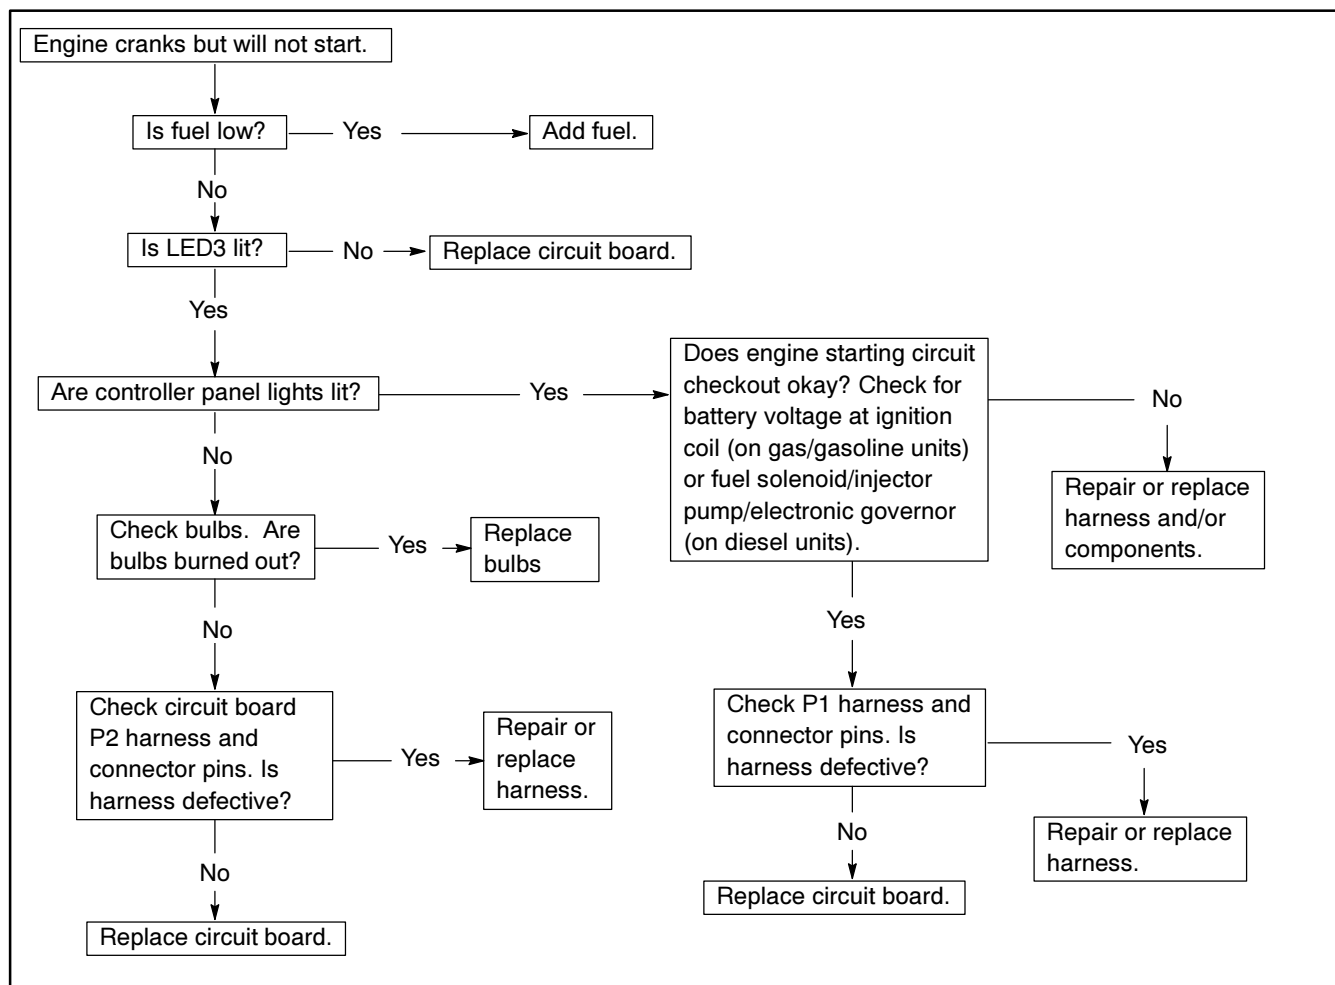 Engine cranks but will not start.
Is fuel low?
Yes
Add fuel.
No
Is LED3 lit?
No
Replace circuit board.
Yes
Are controller panel lights lit?
Yes
Does engine starting circuit
checkout okay? Check for
battery voltage at ignition
coil (on gas/gasoline units)
or fuel solenoid/injector
pump/electronic governor
(on diesel units).
No
Repair or replace
harness and/or
components.
No
Check bulbs. Are
bulbs burned out?
Yes
Replace
bulbs
Yes
No
Check circuit board
P2 harness and
connector pins. Is
harness defective?
Yes
Repair or
replace
harness.
Check P1 harness and
connector pins. Is
harness defective?
Yes
Repair or replace
harness.
No
Replace circuit board.
No
Replace circuit board.